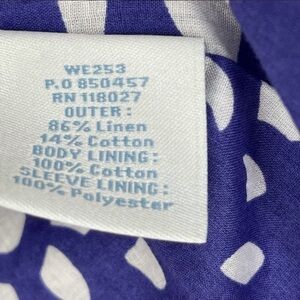 WE253
P.O 850457
RN 118027
OUTER :
86% Linen
14% Cotton
BODY LINING :
100% Cotton
SLEEVE LINING :
100% Polyester